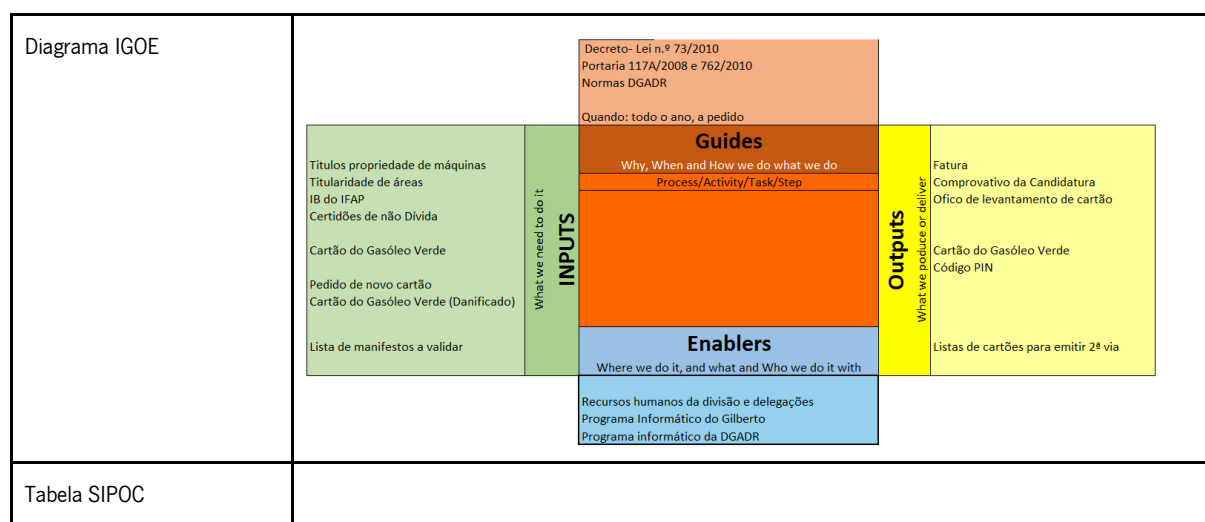 Diagrama IGOE
Decreto- Lei n.º 73/2010
Portaria 117A/2008 e 762/2010
Normas DGADR
Quando: todo o ano, a pedido
Guides
Why, When and How we do what we do
Process/Activity/Task/Step
Titulos propriedade de máquinas
Titularidade de áreas
IB do IFAP
Certidões de não Dívida
Cartão do Gasóleo Verde
Pedido de novo cartão
Cartão do Gasóleo Verde (Danificado)
Lista de manifestos a validar
What we need to do it
INPUTS
Outputs
What we poduce or deliver
Fatura
Comprovativo da Candidatura
Ofico de levantamento de cartão
Cartão do Gasóleo Verde
Código PIN
Listas de cartões para emitir 2ª via
Enablers
Where we do it, and what and Who we do it with
Recursos humanos da divisão e delegações
Programa Informático do Gilberto
Programa informático da DGADR
Tabela SIPOC